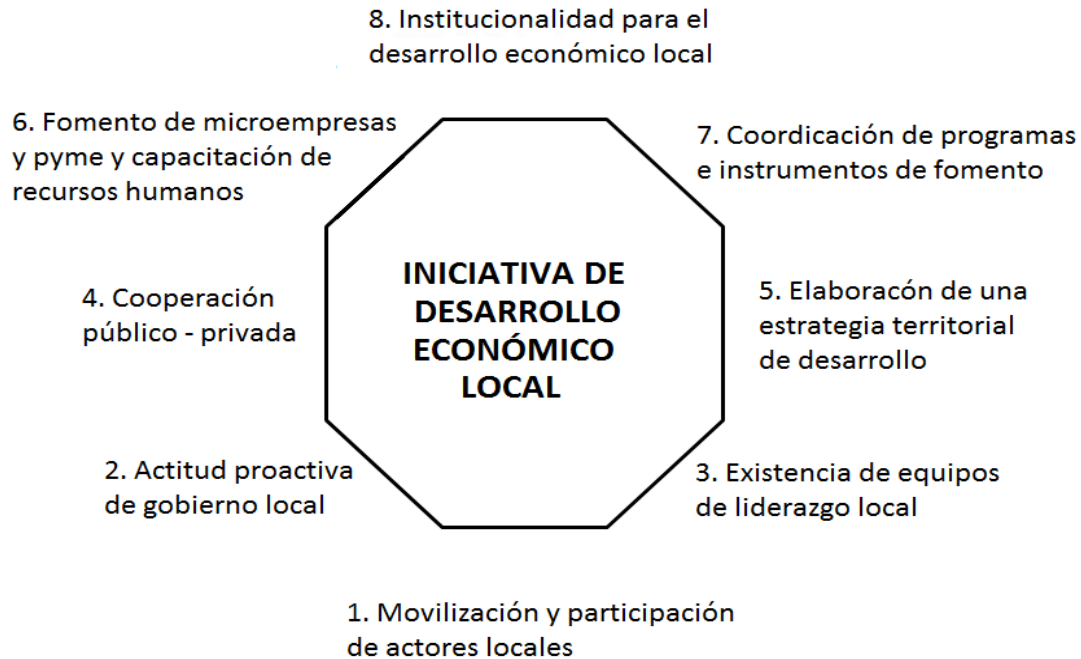 8. Institucionalidad para el
desarrollo económico local
6. Fomento de microempresas
y pyme y capacitación de
recursos humanos
7. Coordicación de programas
e instrumentos de fomento
INICIATIVA DE
DESARROLLO
ECONÓMICO
LOCAL
4. Cooperación
público - privada
5. Elaboracón de una
estrategia territorial
de desarrollo
2. Actitud proactiva
de gobierno local
3. Existencia de equipos
de liderazgo local
1. Movilización y participación
de actores locales